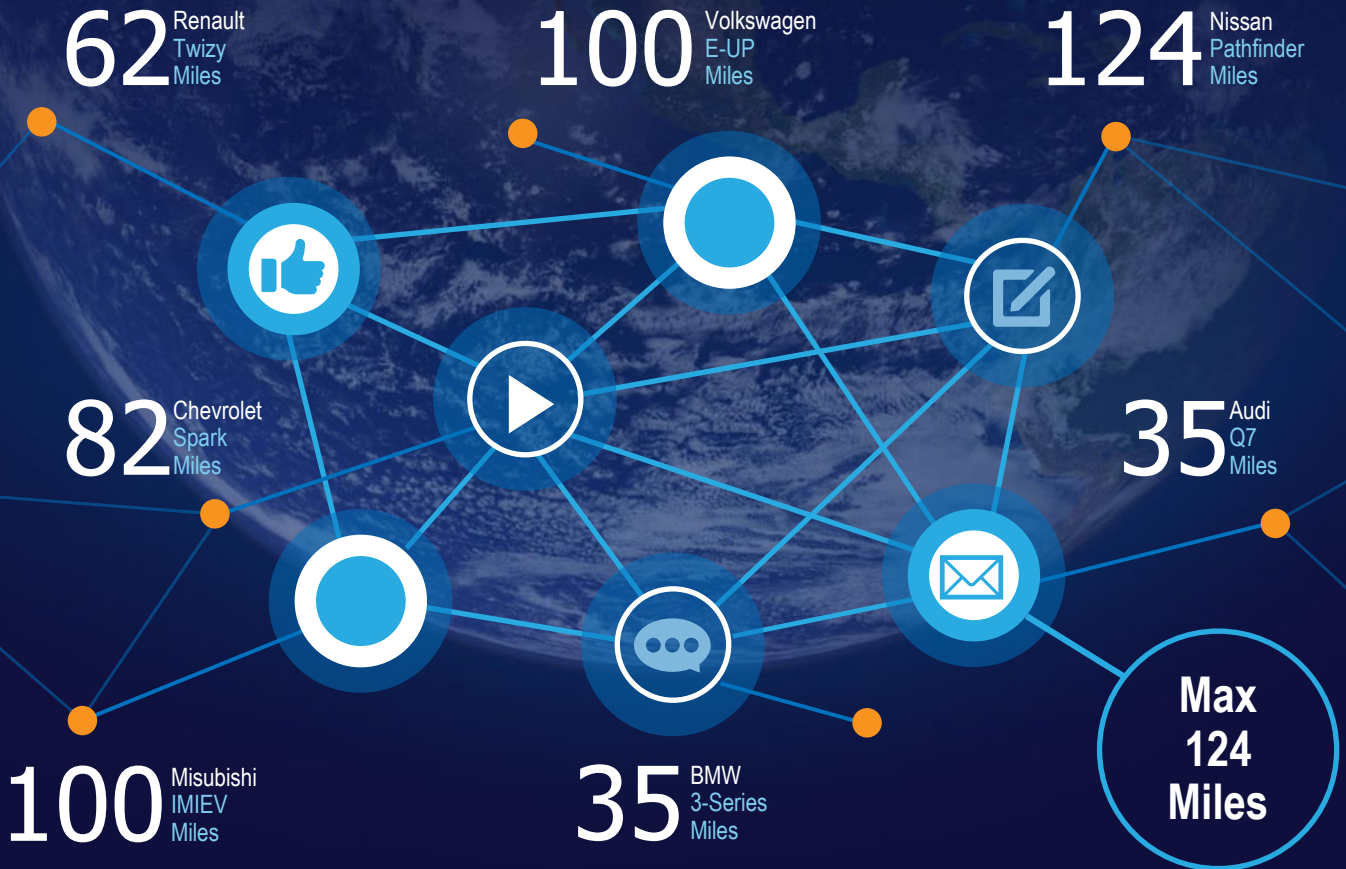 62
Renault
Twizy
Miles
100
Volkswagen
E-UP
Miles
124
Nissan
Pathfinder
Miles
82
Chevrolet
Spark
Miles
35
Audi
Q7
Miles
100
Misubishi
IMIEV
Miles
35
BMW
3-Series
Miles
Max
124
Miles